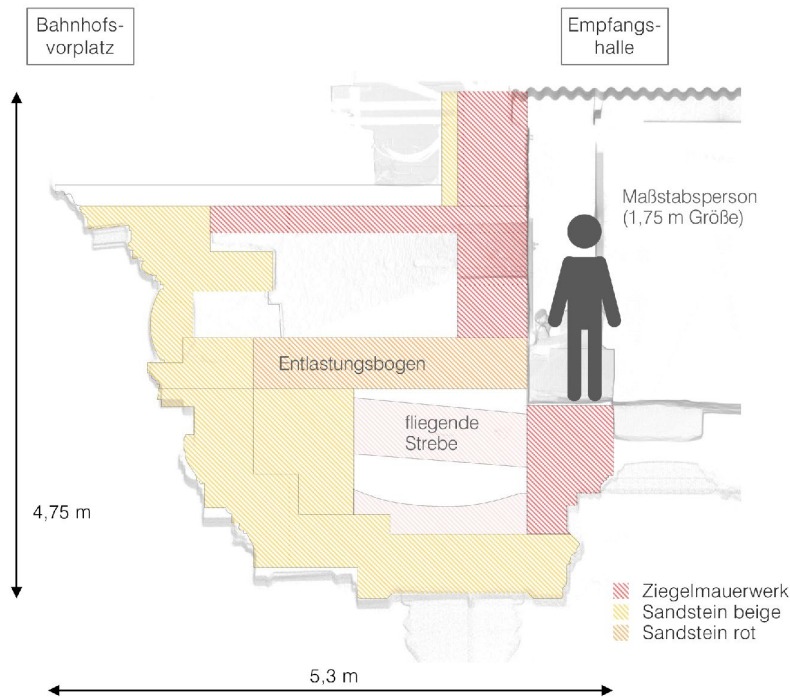 Bahnhofs-
vorplatz
Empfangs-
halle
Maßstabsperson
(1,75 m Größe)
Entlastungsbogen
fliegende
Strebe
4,75 m
Ziegelmauerwerk
Sandstein beige
Sandstein rot
5,3 m